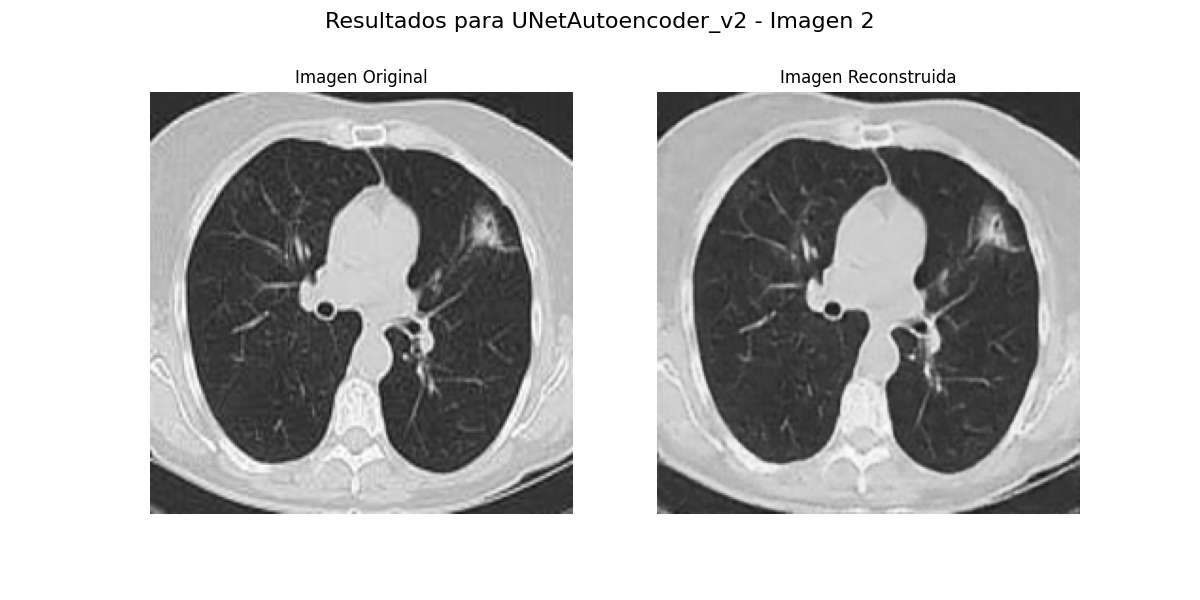 Resultados para UNetAutoencoder_v2 - Imagen 2
Imagen Original
Imagen Reconstruida